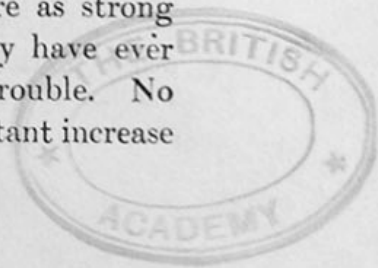 re as strong
y have ever
rouble. No
tant increase
THE BRITISH
ACADEMY